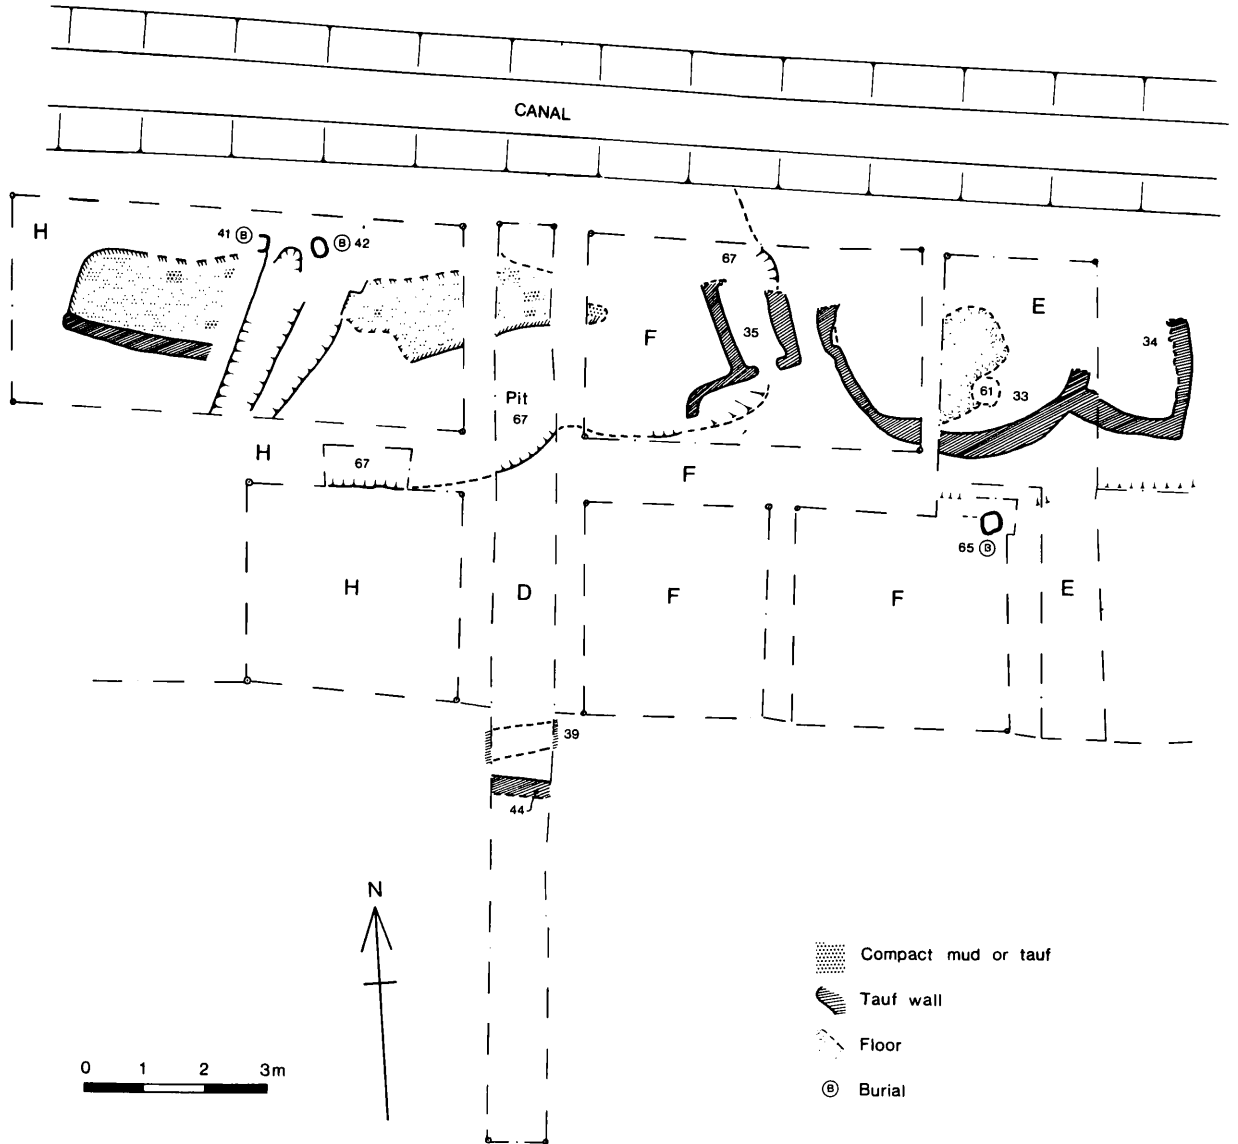 CANAL
H
41 B
B 42
67
E
34
35
F
61
33
Pit
67
H
67
F
65 B
H
D
F
F
E
39
44
N
Compact mud or tauf
Tauf wall
Floor
B Burial
0 1 2 3m